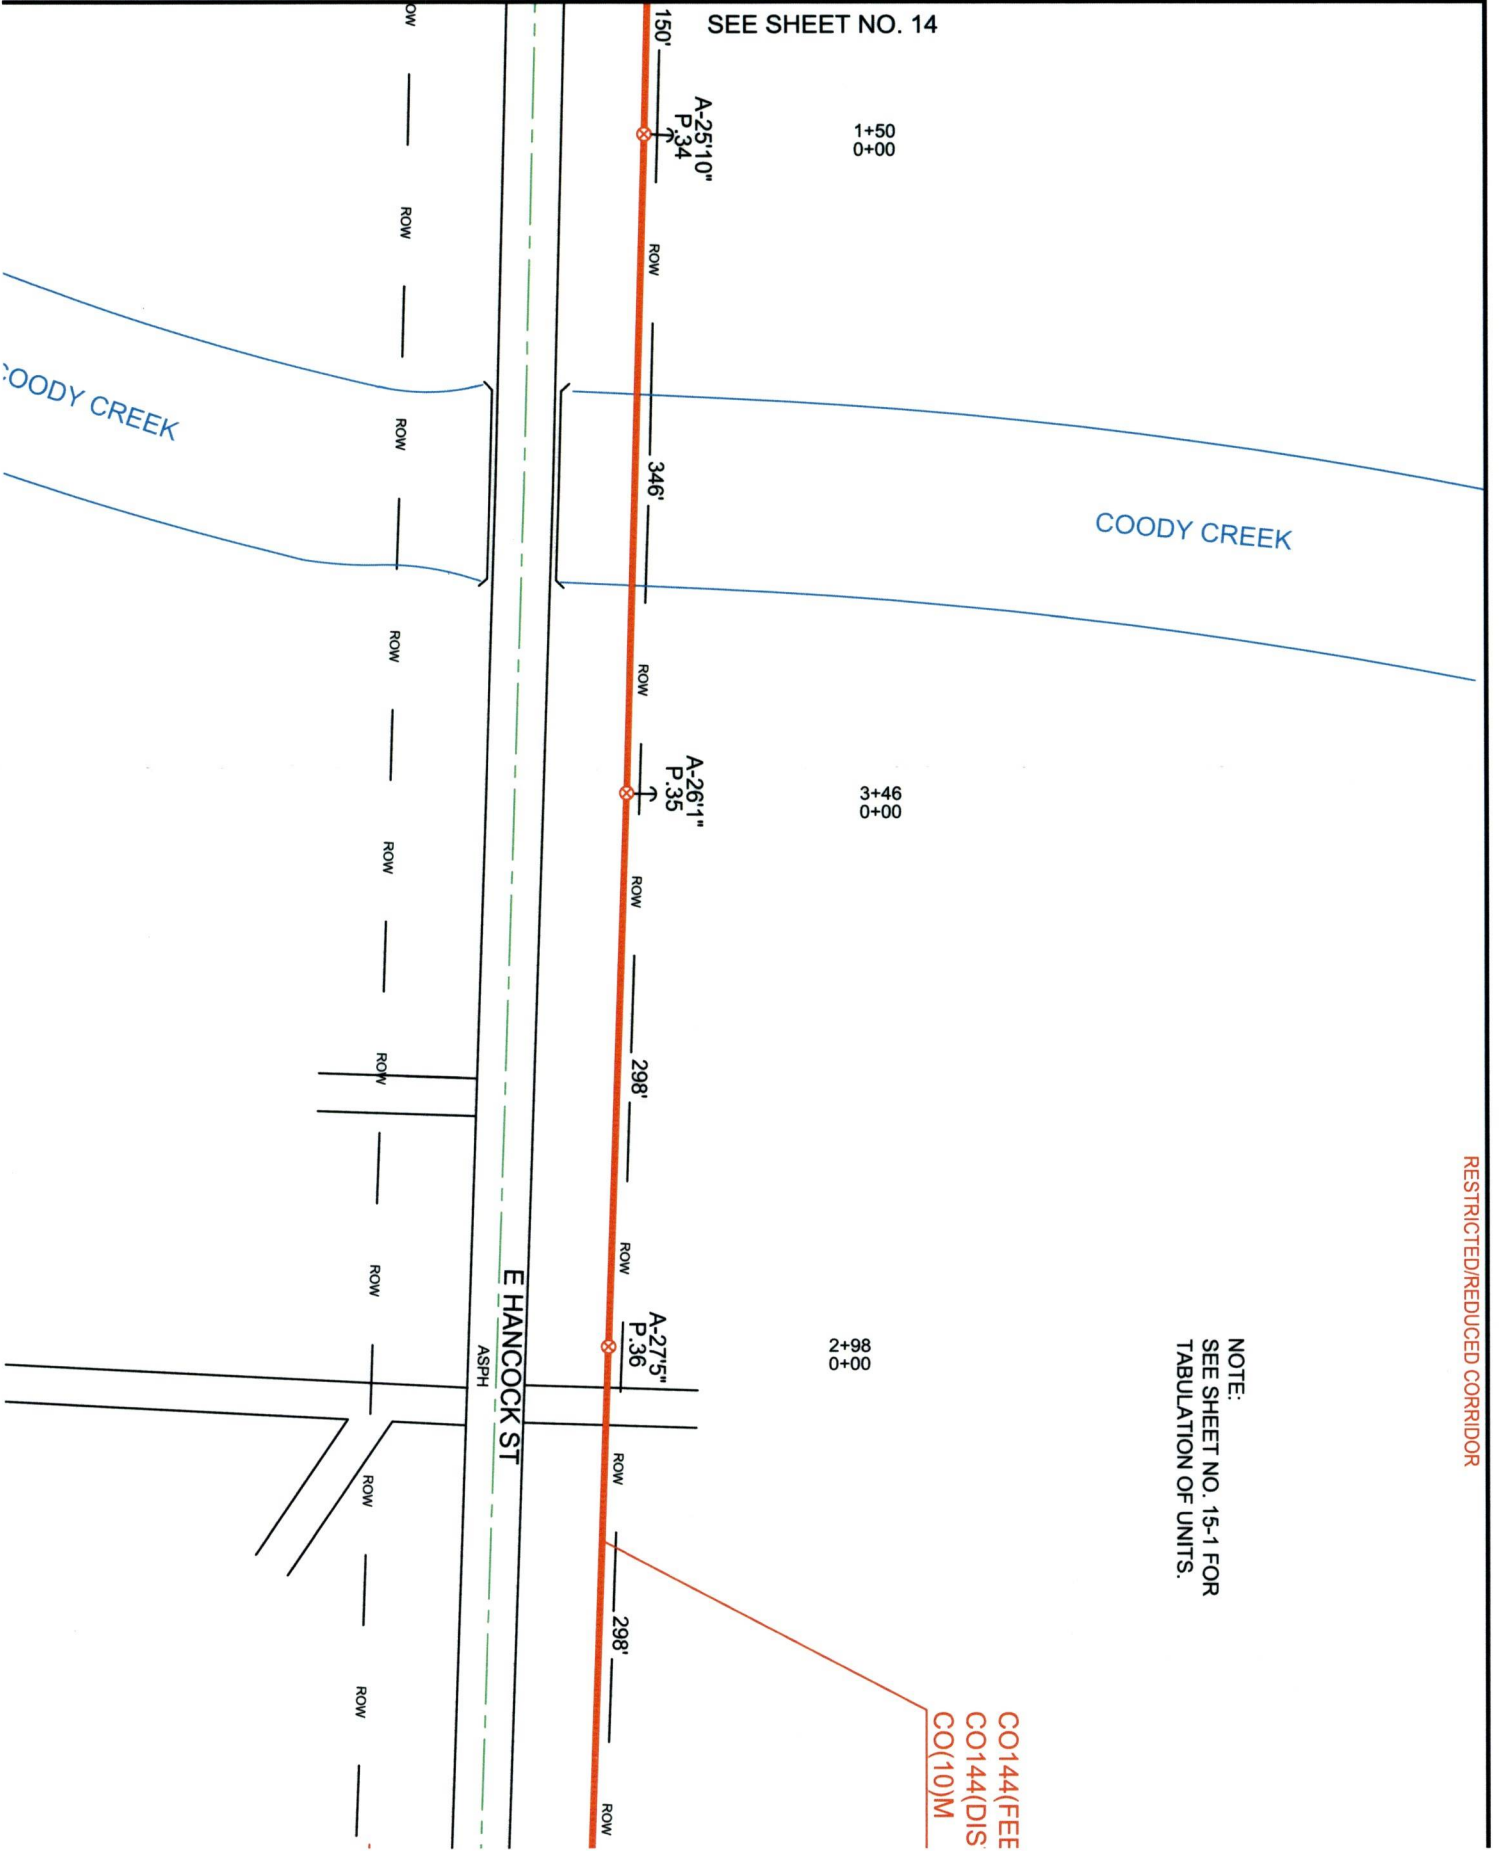 SEE SHEET NO. 14
150'
A-25'10"
P.34
1+50
0+00
ROW
ROW
COODY CREEK
ROW
346'
COODY CREEK
ROW
ROW
A-26'1"
P.35
3+46
0+00
ROW
ROW
ROW
298'
RESTRICTED/REDUCED CORRIDOR
ROW
ROW
E HANCOCK ST
ASPH
A-27'5"
P.36
2+98
0+00
NOTE:
SEE SHEET NO. 15-1 FOR
TABULATION OF UNITS.
ROW
ROW
298'
ROW
ROW
CO144(FEE
CO144(DIS
CO(10)M